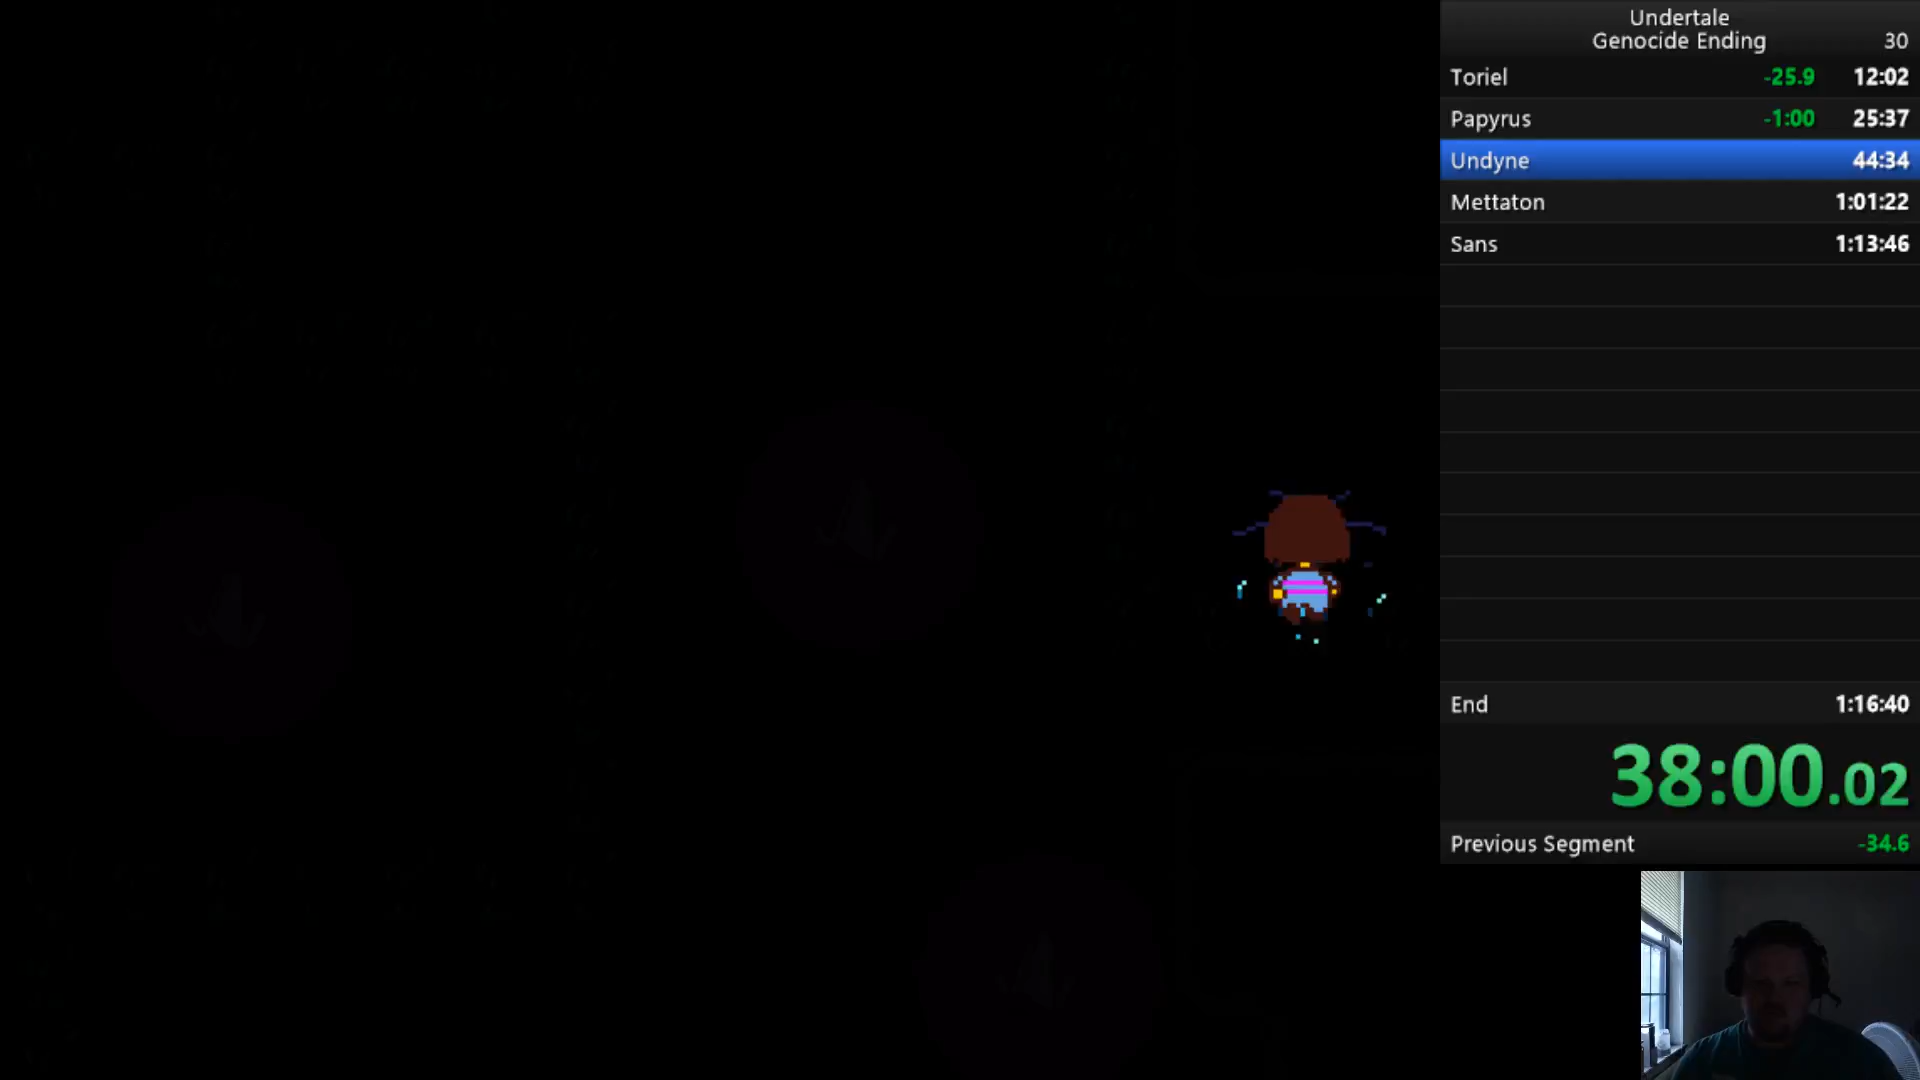 Undertale
Genocide Ending 30
Toriel -25.9 12:02
Papyrus -1:00 25:37
Undyne 44:34
Mettaton 1:01:22
Sans 1:13:46
End 1:16:40
38:00.02
Previous Segment -34.6